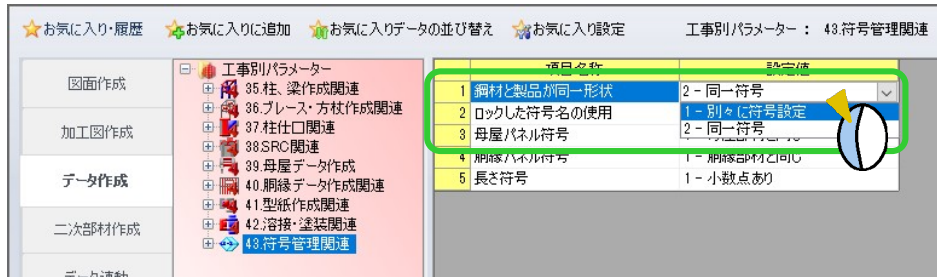 お気に入り・履歴 お気に入りに追加 お気に入りデータの並び替え お気に入り設定 工事別パラメーター： 43.符号管理関連
図面作成
加工図作成
データ作成
二次部材作成
データ連動
工事別パラメーター
35.柱、梁作成関連
36.ブレース・方杖作成関連
37.柱仕口関連
38.SRC関連
39.母屋データ作成
40.胴縁データ作成関連
41.型紙作成関連
42.溶接・塗装関連
43.符号管理関連
項目名称 設定値
1 鋼材と製品が同一形状 2 - 同一符号
2 ロックした符号名の使用 1 - 別々に符号設定
3 母屋パネル符号 2 - 同一符号
4 胴縁パネル符号 1 - 胴縁部材と同じ
5 長さ符号 1 - 小数点あり